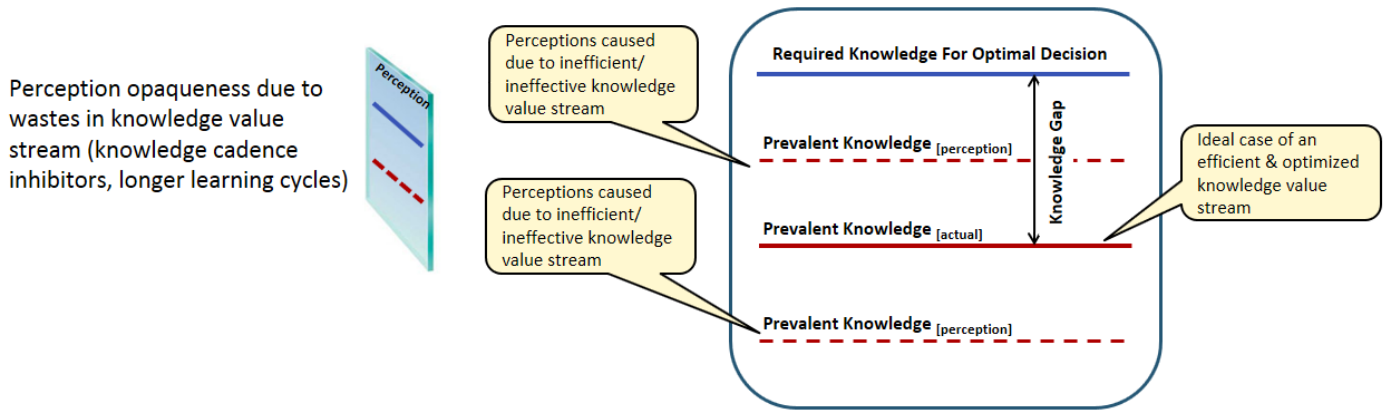 Perception opaqueness due to
wastes in knowledge value
stream (knowledge cadence
inhibitors, longer learning cycles)
Perception
Perceptions caused
due to inefficient/
ineffective knowledge
value stream
Perceptions caused
due to inefficient/
ineffective knowledge
value stream
Required Knowledge For Optimal Decision
Prevalent Knowledge [perception]
Knowledge Gap
Prevalent Knowledge [actual]
Prevalent Knowledge [perception]
Ideal case of an
efficient & optimized
knowledge value
stream